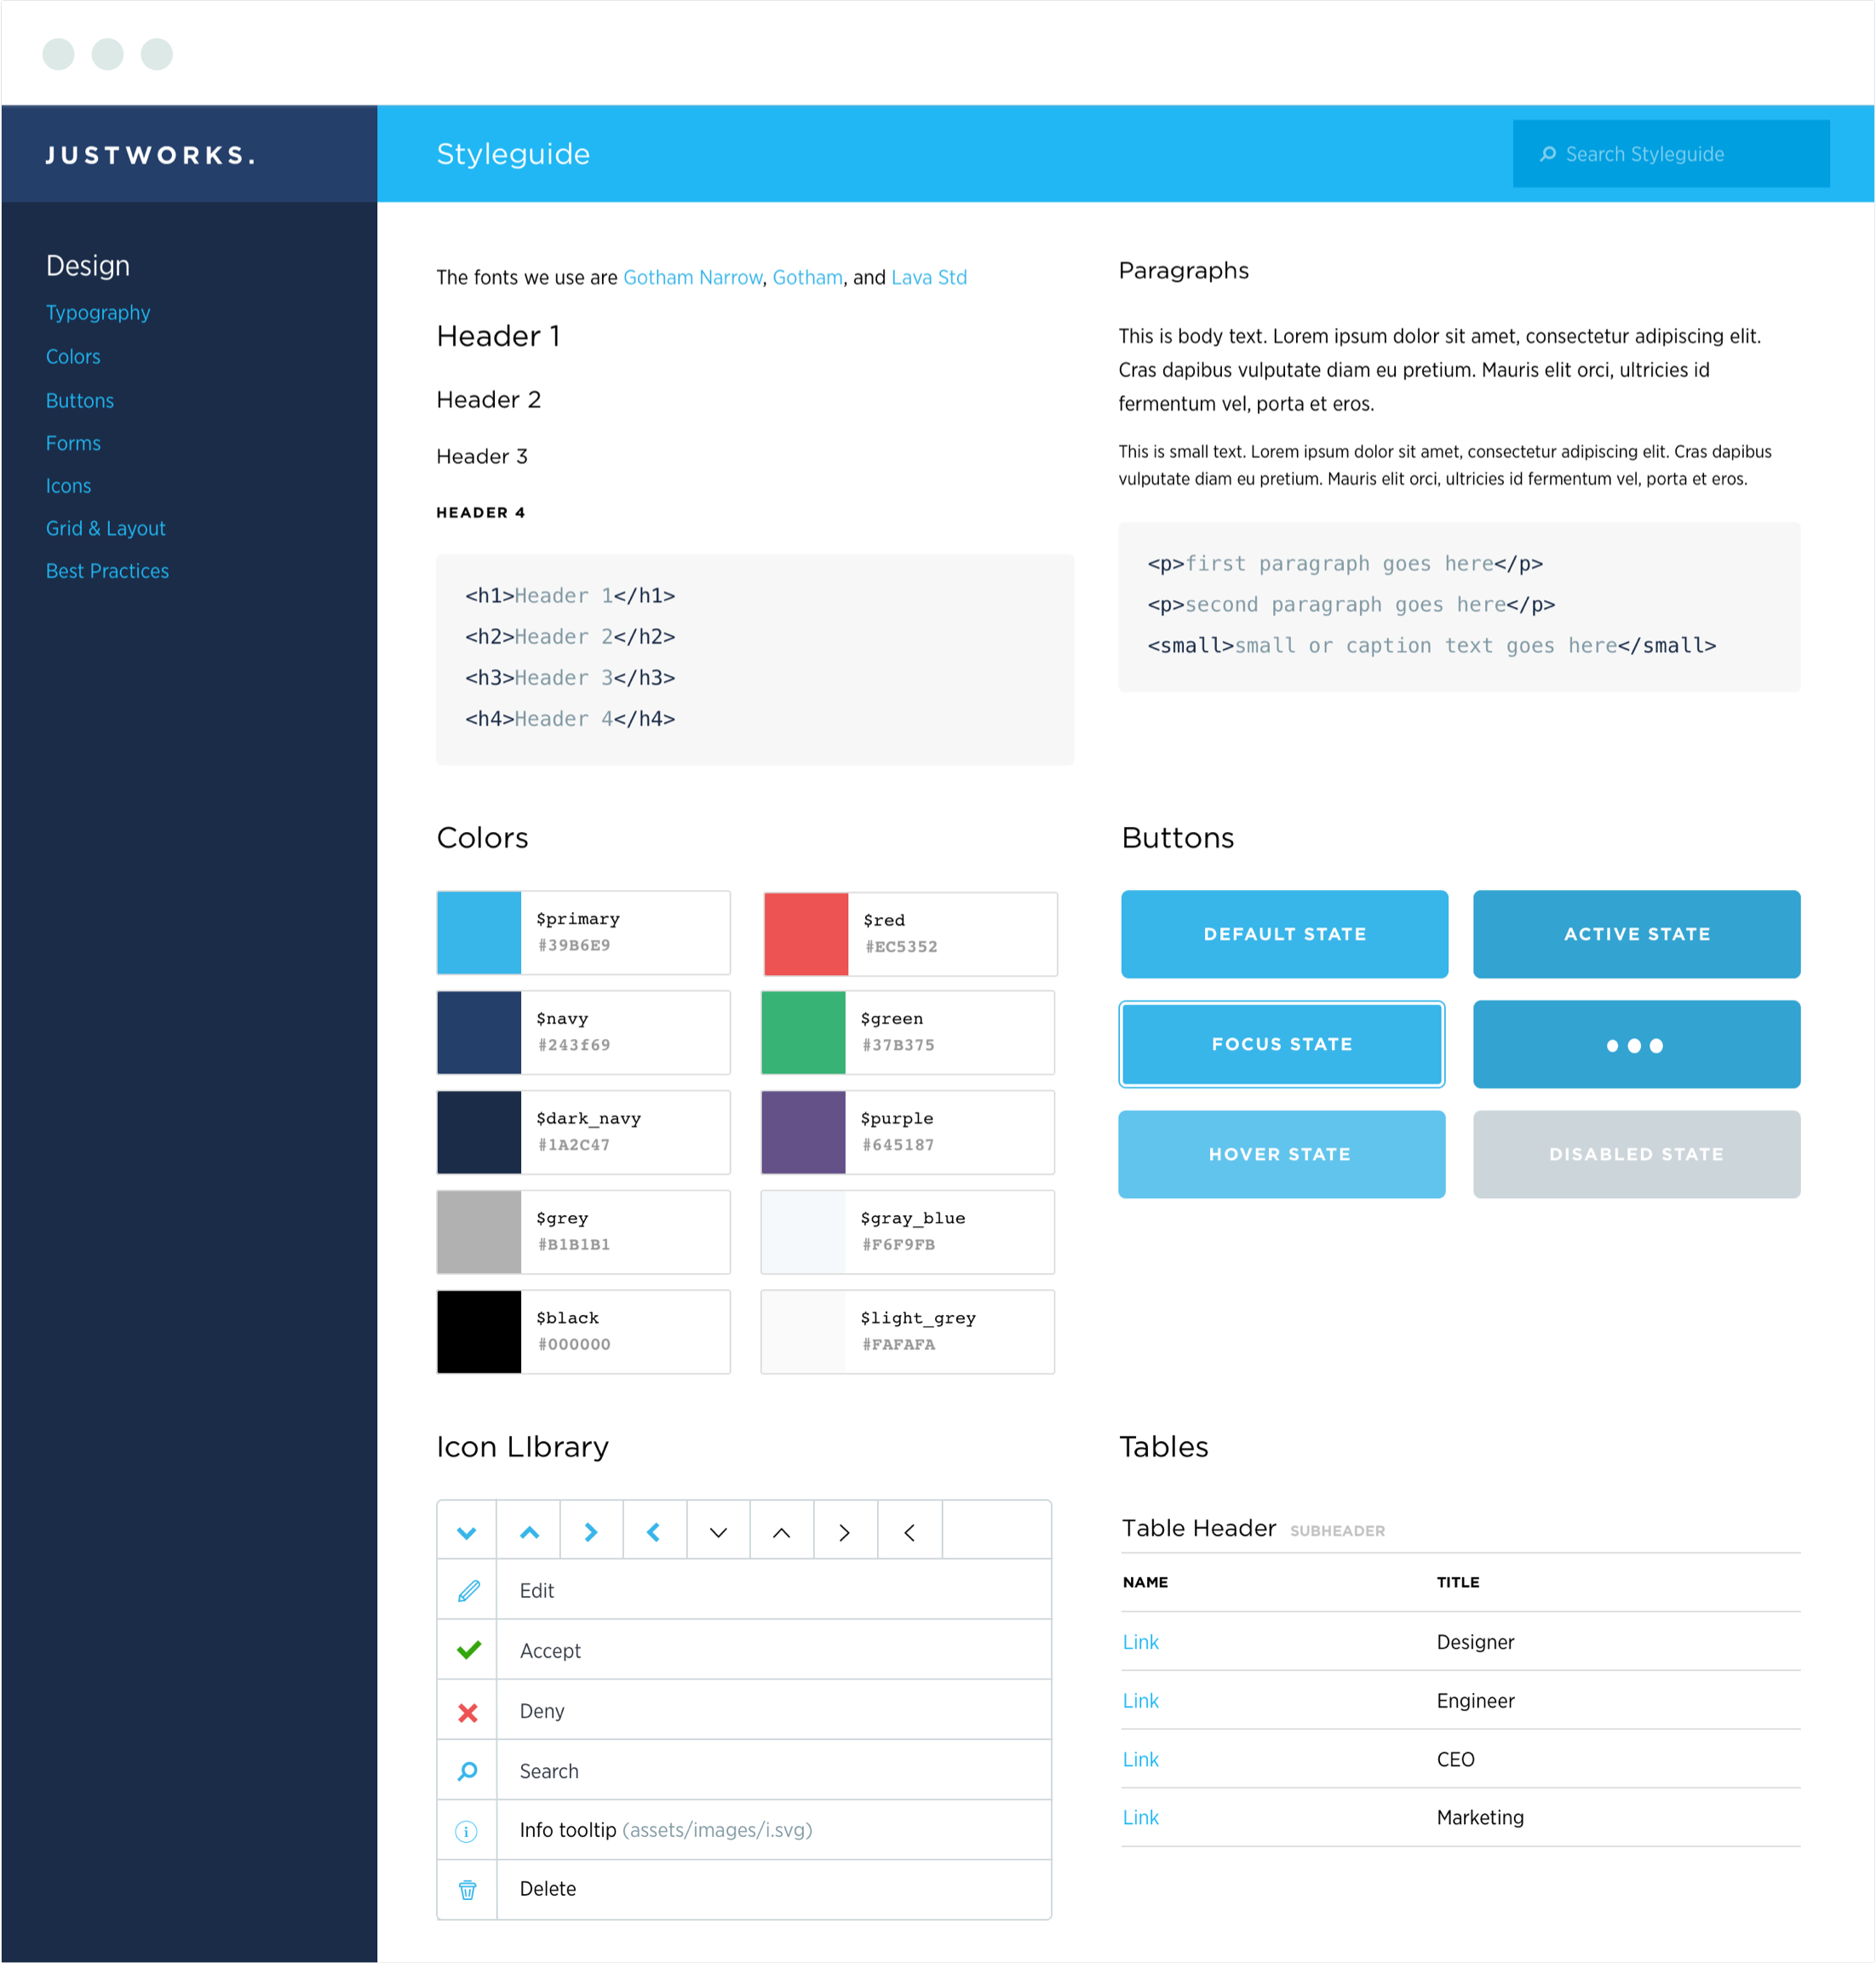 JUSTWORKS.
Styleguide
Search Styleguide
Design
Typography
Colors
Buttons
Forms
Icons
Grid & Layout
Best Practices
The fonts we use are Gotham Narrow, Gotham, and Lava Std
Header 1
Header 2
Header 3
HEADER 4
<h1>Header 1</h1>
<h2>Header 2</h2>
<h3>Header 3</h3>
<h4>Header 4</h4>
Paragraphs
This is body text. Lorem ipsum dolor sit amet, consectetur adipiscing elit.
Cras dapibus vulputate diam eu pretium. Mauris elit orci, ultricies id
fermentum vel, porta et eros.
This is small text. Lorem ipsum dolor sit amet, consectetur adipiscing elit. Cras dapibus
vulputate diam eu pretium. Mauris elit orci, ultricies id fermentum vel, porta et eros.
<p>first paragraph goes here</p>
<p>second paragraph goes here</p>
<small>small or caption text goes here</small>
Colors
$primary
#39B6E9
$red
#EC5352
$navy
#243f69
$green
#37B375
$dark_navy
#1A2C47
$purple
#645187
$grey
#B1B1B1
$gray_blue
#F6F9FB
$black
#000000
$light_grey
#FAFAFA
Buttons
DEFAULT STATE
ACTIVE STATE
FOCUS STATE
HOVER STATE
DISABLED STATE
Icon LIbrary
Edit
Accept
Deny
Search
Info tooltip (assets/images/i.svg)
Delete
Tables
Table Header SUBHEADER
NAME TITLE
Link Designer
Link Engineer
Link CEO
Link Marketing